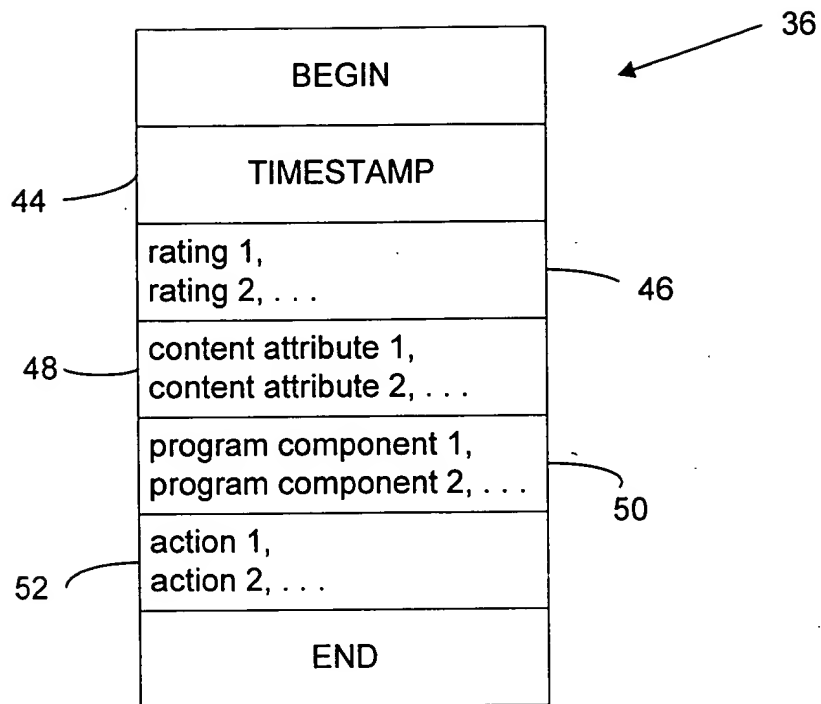 36
BEGIN
TIMESTAMP
44
rating 1,
rating 2, . . .
46
content attribute 1,
content attribute 2, . . .
48
program component 1,
program component 2, . . .
50
action 1,
action 2, . . .
52
END